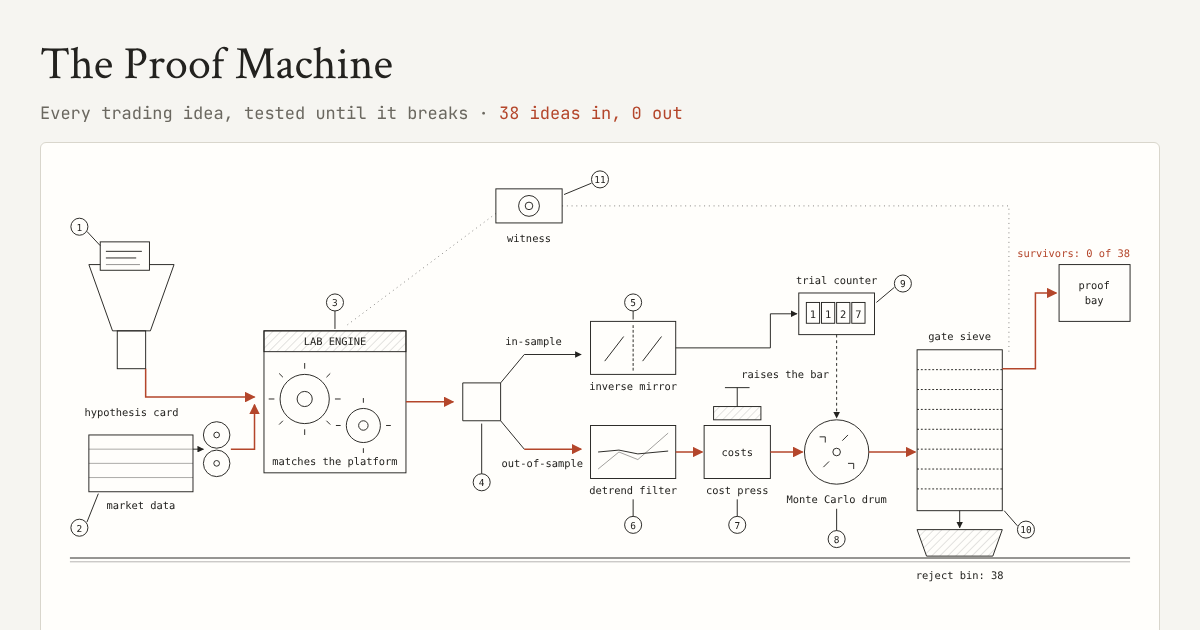 The Proof Machine
Every trading idea, tested until it breaks · 38 ideas in, 0 out
11
witness
1
survivors: 0 of 38
proof
bay
trial counter
9
1 1 2 7
3
5
LAB ENGINE
in-sample
gate sieve
inverse mirror
raises the bar
hypothesis card
matches the platform
out-of-sample
costs
market data
4
detrend filter
cost press
Monte Carlo drum
2
6
7
8
10
reject bin: 38